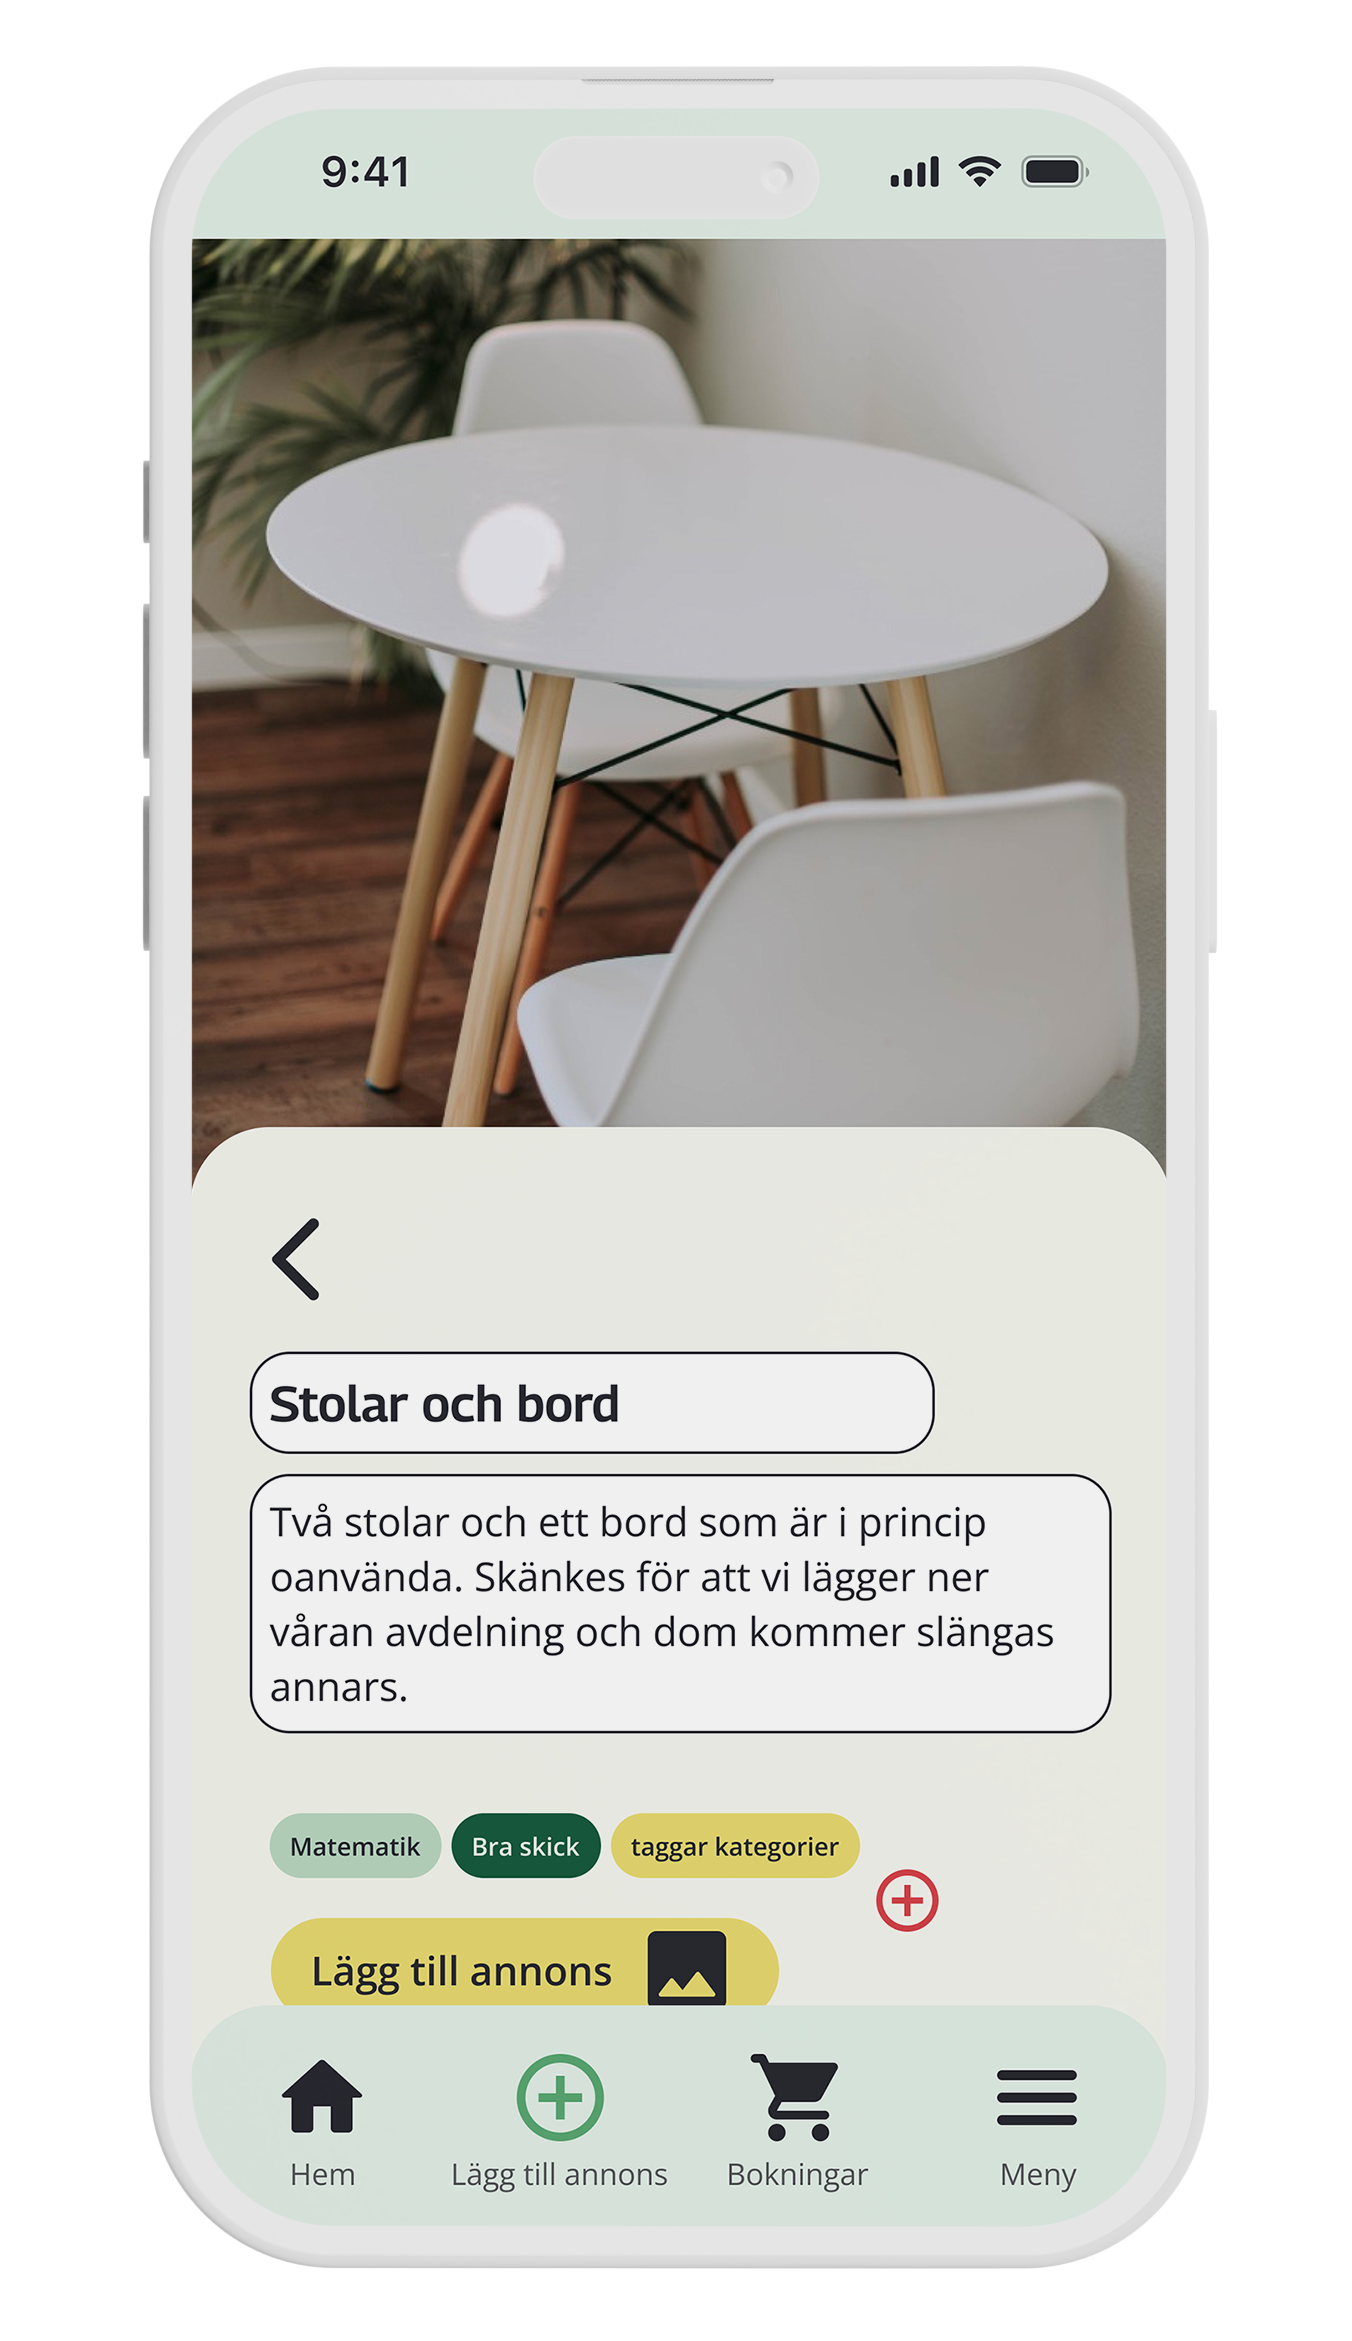 9:41
Stolar och bord
Två stolar och ett bord som är i princip
oanvända. Skänkes för att vi lägger ner
våran avdelning och dom kommer slängas
annars.
Matematik Bra skick taggar kategorier
Lägg till annons
Hem Lägg till annons Bokningar Meny